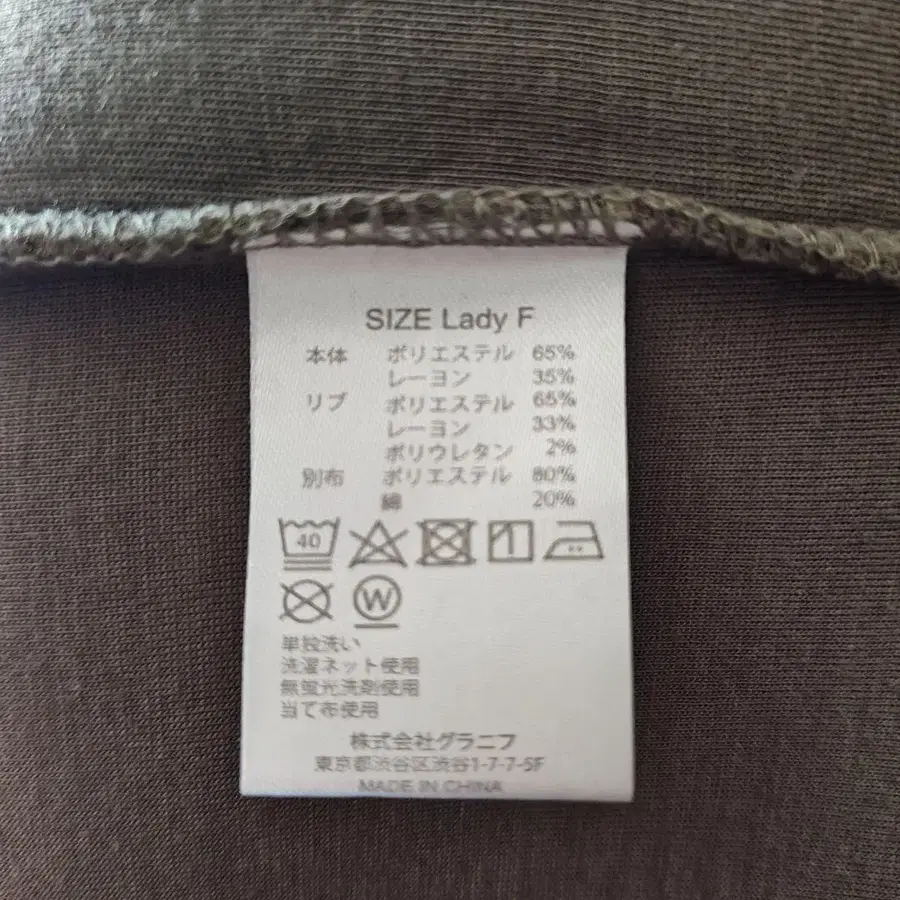 SIZE Lady F
本体 ポリエステル 65%
レーヨン 35%
リブ ポリエステル 65%
レーヨン 33%
ポリウレタン 2%
別布 ポリエステル 80%
綿 20%
40
W
単独洗い
洗濯ネット使用
無蛍光洗剤使用
当て布使用
株式会社グラニフ
東京都渋谷区渋谷1-7-7-5F
MADE IN CHINA